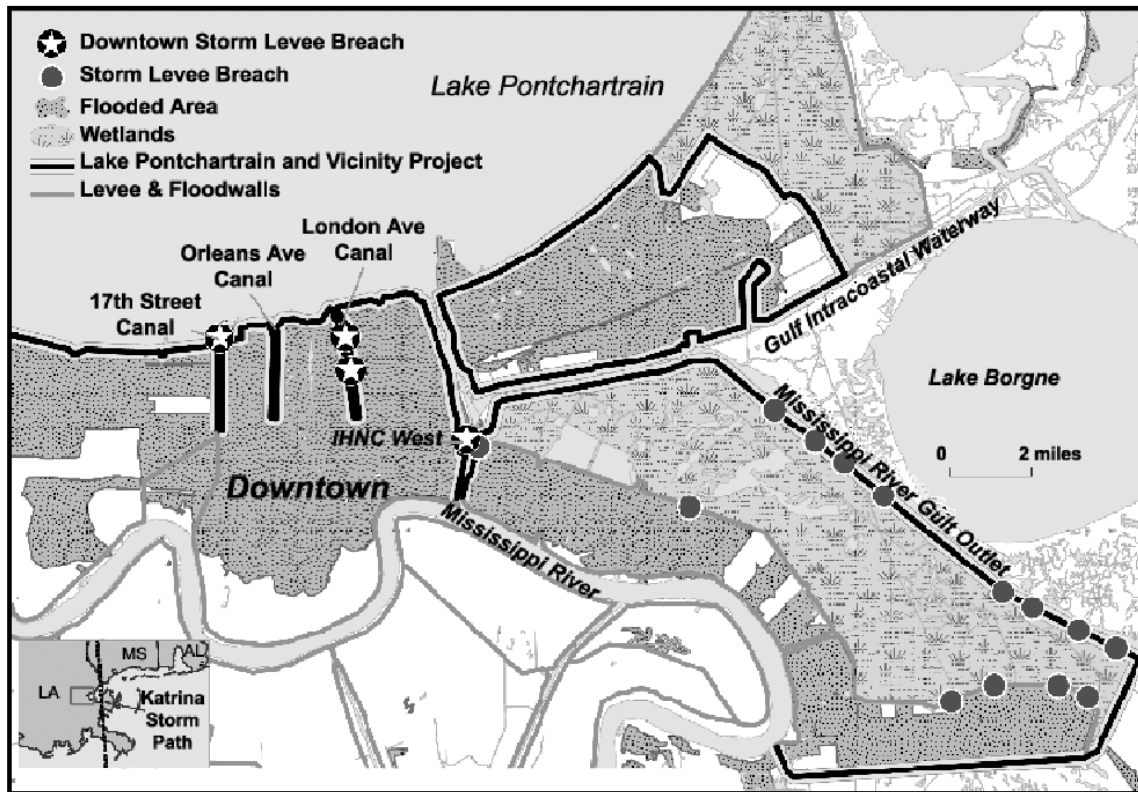 Downtown Storm Levee Breach
Storm Levee Breach
Flooded Area
Wetlands
Lake Pontchartrain and Vicinity Project
Levee & Floodwalls
Lake Pontchartrain
London Ave
Canal
Orleans Ave
Canal
17th Street
Canal
Gulf Intracoastal Waterway
Lake Borgne
0 2 miles
Mississippi River Gulf Outlet
IHNC West
Downtown
Mississippi River
MS
AL
LA
Katrina
Storm
Path